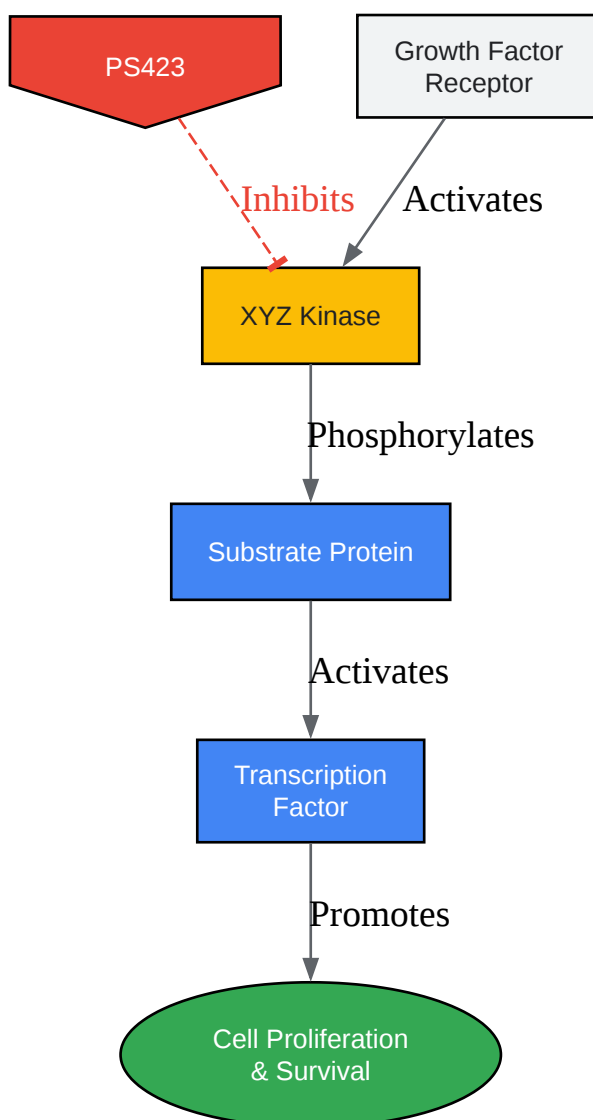 PS423
Growth Factor
Receptor
Inhibits
Activates
XYZ Kinase
Phosphorylates
Substrate Protein
Activates
Transcription
Factor
Promotes
Cell Proliferation
& Survival